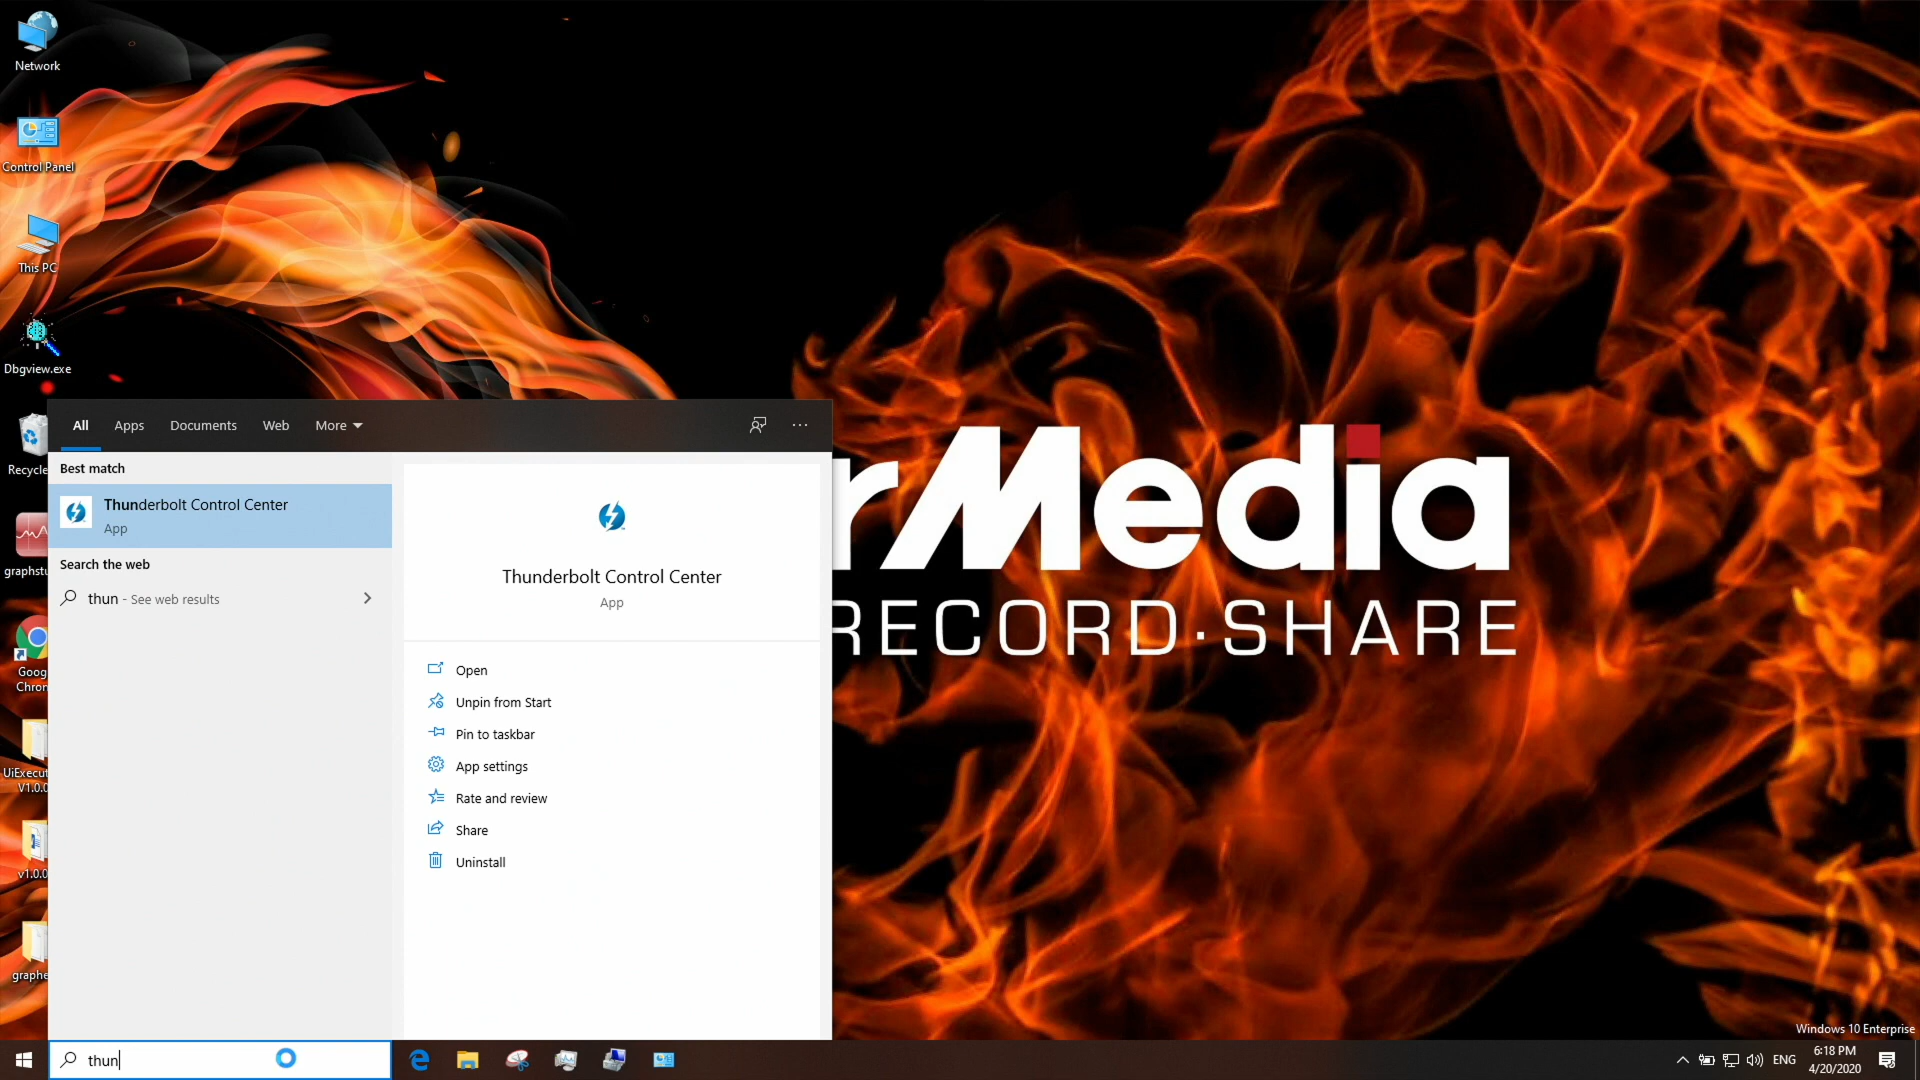 Network
Control Panel
This PC
Dbgview.exe
Recycle
graphstu
Goog
Chron
UiExecut
V1.0.0
v1.0.0
graphe
All
Apps
Documents
Web
More
Best match
Thunderbolt Control Center
App
Search the web
thun - See web results
Thunderbolt Control Center
App
Open
Unpin from Start
Pin to taskbar
App settings
Rate and review
Share
Uninstall
rMedia
RECORD·SHARE
Windows 10 Enterprise
thun
ENG
6:18 PM
4/20/2020